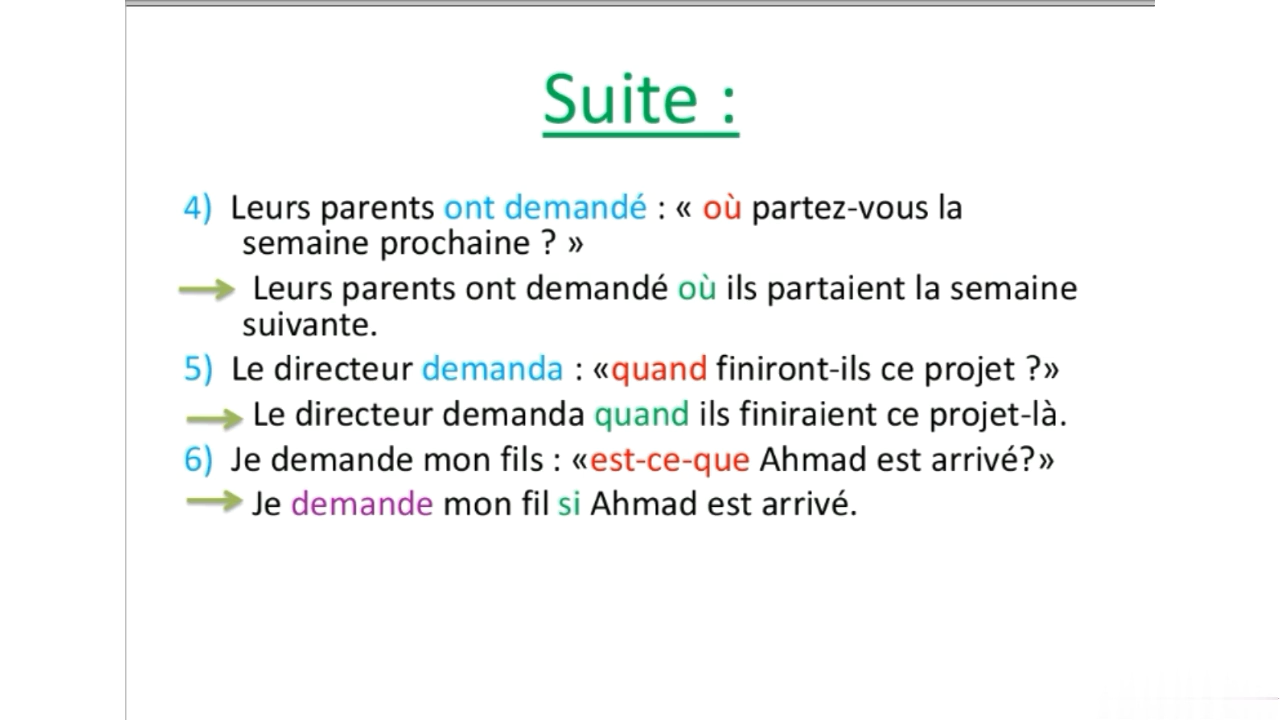 Suite :
4) Leurs parents ont demandé : « où partez-vous la
semaine prochaine ? »
Leurs parents ont demandé où ils partaient la semaine
suivante.
5) Le directeur demanda : «quand finiront-ils ce projet ?»
Le directeur demanda quand ils finiraient ce projet-là.
6) Je demande mon fils : «est-ce-que Ahmad est arrivé?»
Je demande mon fil si Ahmad est arrivé.